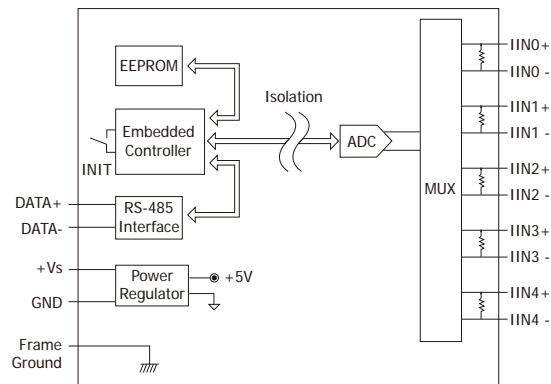 EEPROM
Isolation
Embedded
Controller
INIT
ADC
MUX
DATA+
DATA-
RS-485
Interface
+Vs
GND
Power
Regulator
+5V
Frame
Ground
IIN0+
IIN0 -
IIN1+
IIN1 -
IIN2+
IIN2 -
IIN3+
IIN3 -
IIN4+
IIN4 -